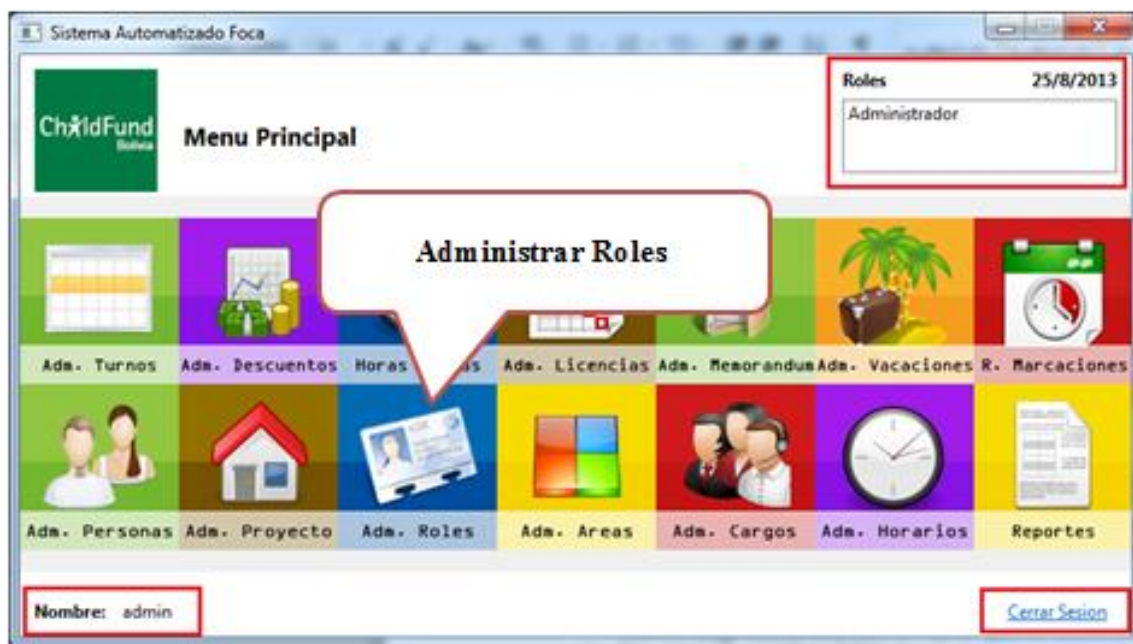 Sistema Automatizado Foca
Roles 25/8/2013
Administrador
ChildFund
Bolivia
Menu Principal
Administrar Roles
Adm. Turnos Adm. Descuentos Horas as Adm. Licencias Adm. Memorandum Adm. Vacaciones R. Marcaciones
Adm. Personas Adm. Proyecto Adm. Roles Adm. Areas Adm. Cargos Adm. Horarios Reportes
Nombre: admin
Cerrar Sesion